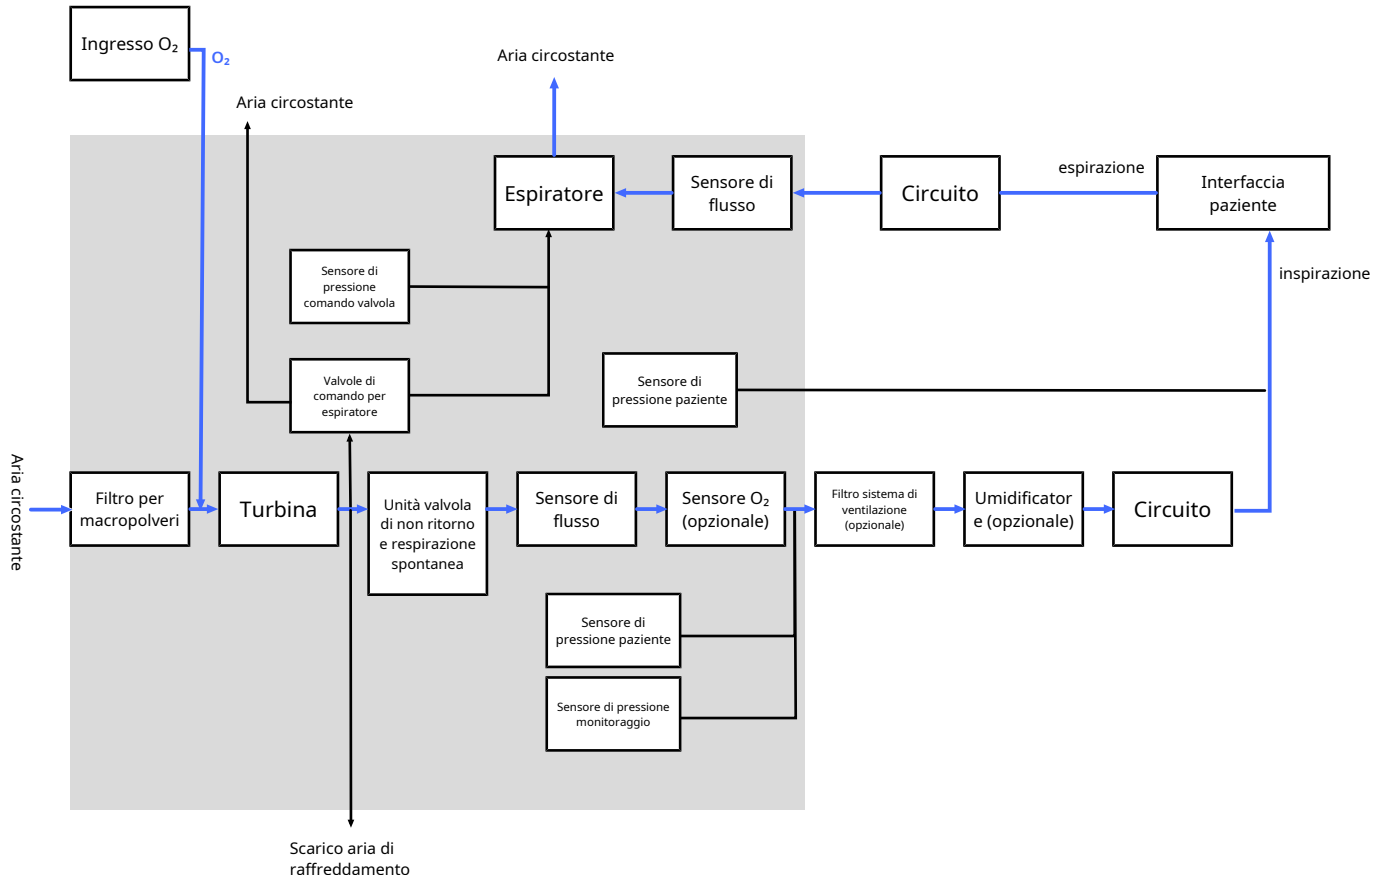 Ingresso O₂
O₂
Aria circostante
Aria circostante
Espiratore
Sensore di
flusso
Circuito
espirazione
Interfaccia
paziente
inspirazione
Sensore di
pressione
comando valvola
Valvole di
comando per
espiratore
Sensore di
pressione paziente
Aria circostante
Filtro per
macropolveri
Turbina
Unità valvola
di non ritorno
e respirazione
spontanea
Sensore di
flusso
Sensore O₂
(opzionale)
Filtro sistema di
ventilazione
(opzionale)
Umidificator
e (opzionale)
Circuito
Sensore di
pressione paziente
Sensore di pressione
monitoraggio
Scarico aria di
raffreddamento